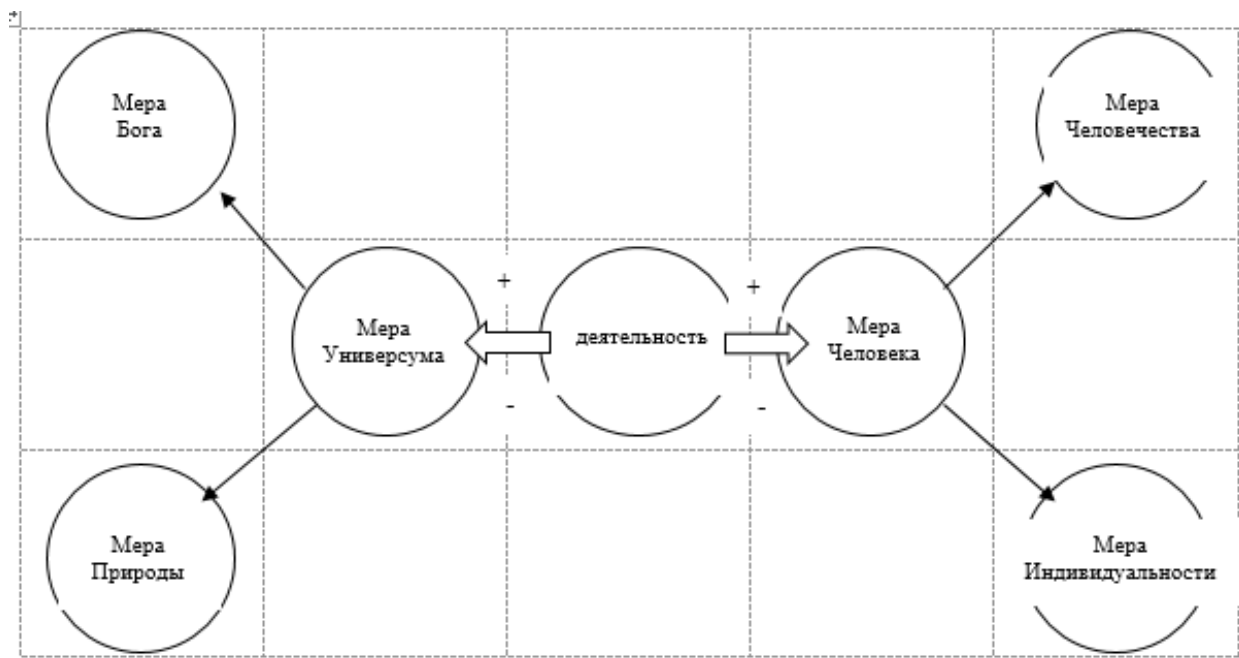 Мера
Бога
Мера
Человечества
+
+
Мера
Универсума
деятельность
Мера
Человека
-
-
Мера
Природы
Мера
Индивидуальности